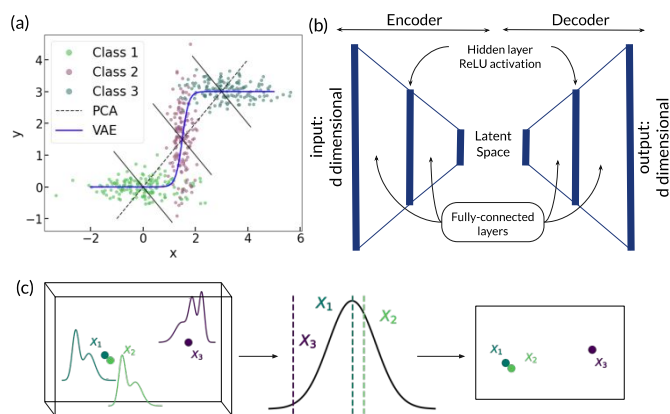 (a)
Class 1
Class 2
Class 3
PCA
VAE
y
4
3
2
1
0
−1
−2
0
2
4
6
x
(b)
Encoder
Decoder
Hidden layer
ReLU activation
input:
d dimensional
Latent
Space
output:
d dimensional
Fully-connected
layers
(c)
X1
X2
X3
X1
X2
X3
X1
X2
X3